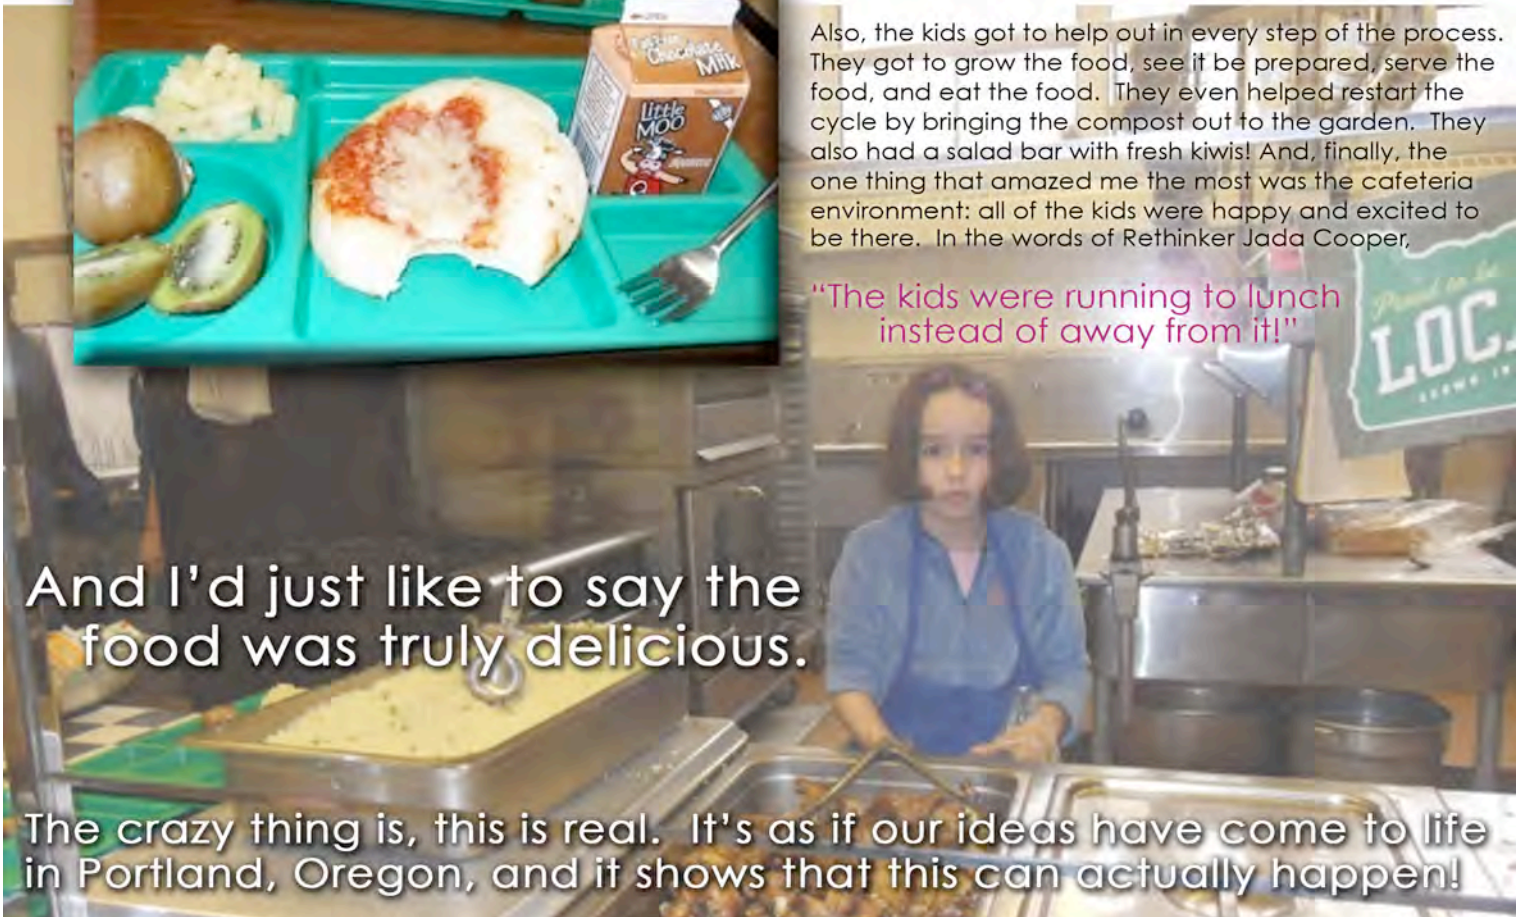 Also, the kids got to help out in every step of the process.
They got to grow the food, see it be prepared, serve the
food, and eat the food.  They even helped restart the
cycle by bringing the compost out to the garden.  They
also had a salad bar with fresh kiwis! And, finally, the
one thing that amazed me the most was the cafeteria
environment: all of the kids were happy and excited to
be there.  In the words of Rethinker Jada Cooper,
"The kids were running to lunch
instead of away from it!"
Chocolate
Milk
Little
MOO
Proud to be
And I'd just like to say the
food was truly delicious.
The crazy thing is, this is real.  It's as if our ideas have come to life
in Portland, Oregon, and it shows that this can actually happen!